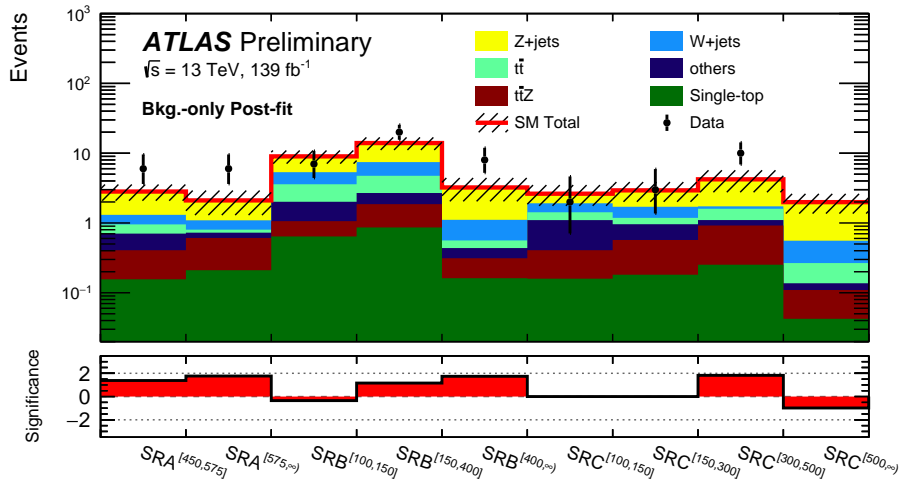 Events
10³
10²
10
1
10⁻¹
ATLAS Preliminary
√s = 13 TeV, 139 fb⁻¹
Bkg.-only Post-fit
Z+jets
W+jets
tt̄
others
tt̄Z
Single-top
SM Total
Data
Significance
2
0
−2
SRA[450,575]
SRA[575,∞)
SRB[100,150]
SRB[150,400]
SRB[400,∞)
SRC[100,150]
SRC[150,300]
SRC[300,500]
SRC[500,∞)